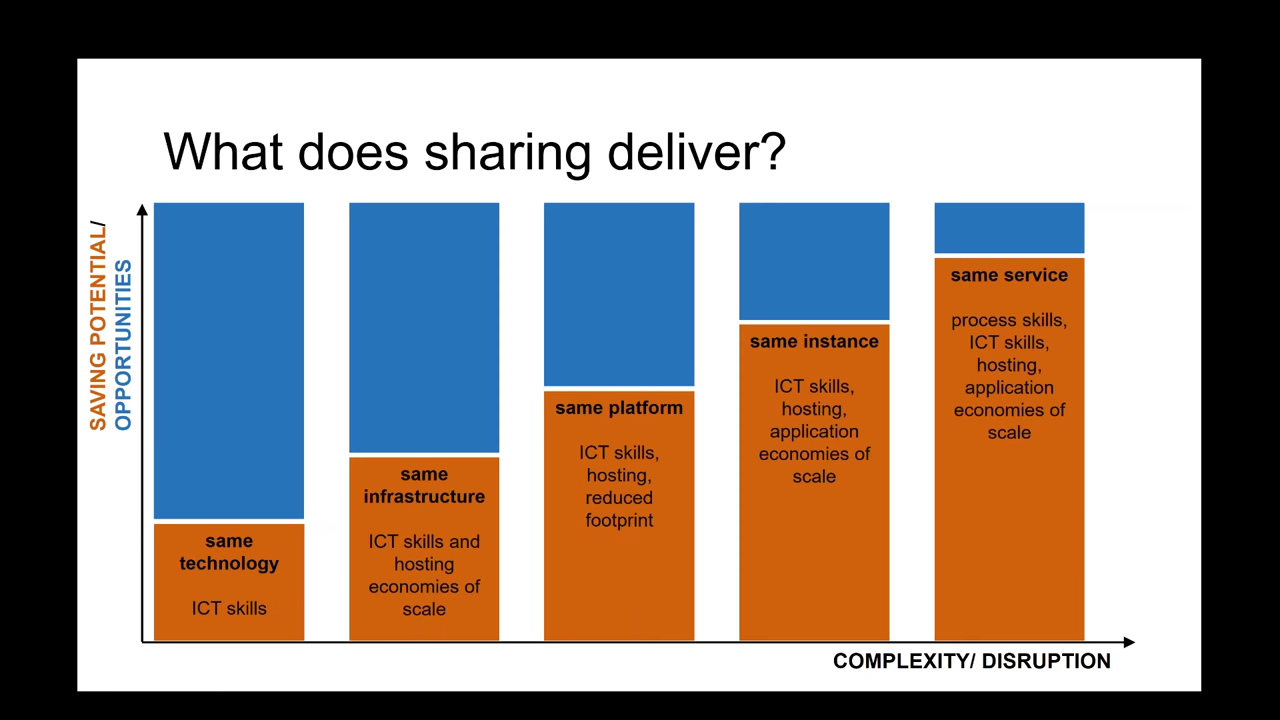 What does sharing deliver?
SAVING POTENTIAL/
OPPORTUNITIES
same
technology
ICT skills
same
infrastructure
ICT skills and
hosting
economies of
scale
same platform
ICT skills,
hosting,
reduced
footprint
same instance
ICT skills,
hosting,
application
economies of
scale
same service
process skills,
ICT skills,
hosting,
application
economies of
scale
COMPLEXITY/ DISRUPTION